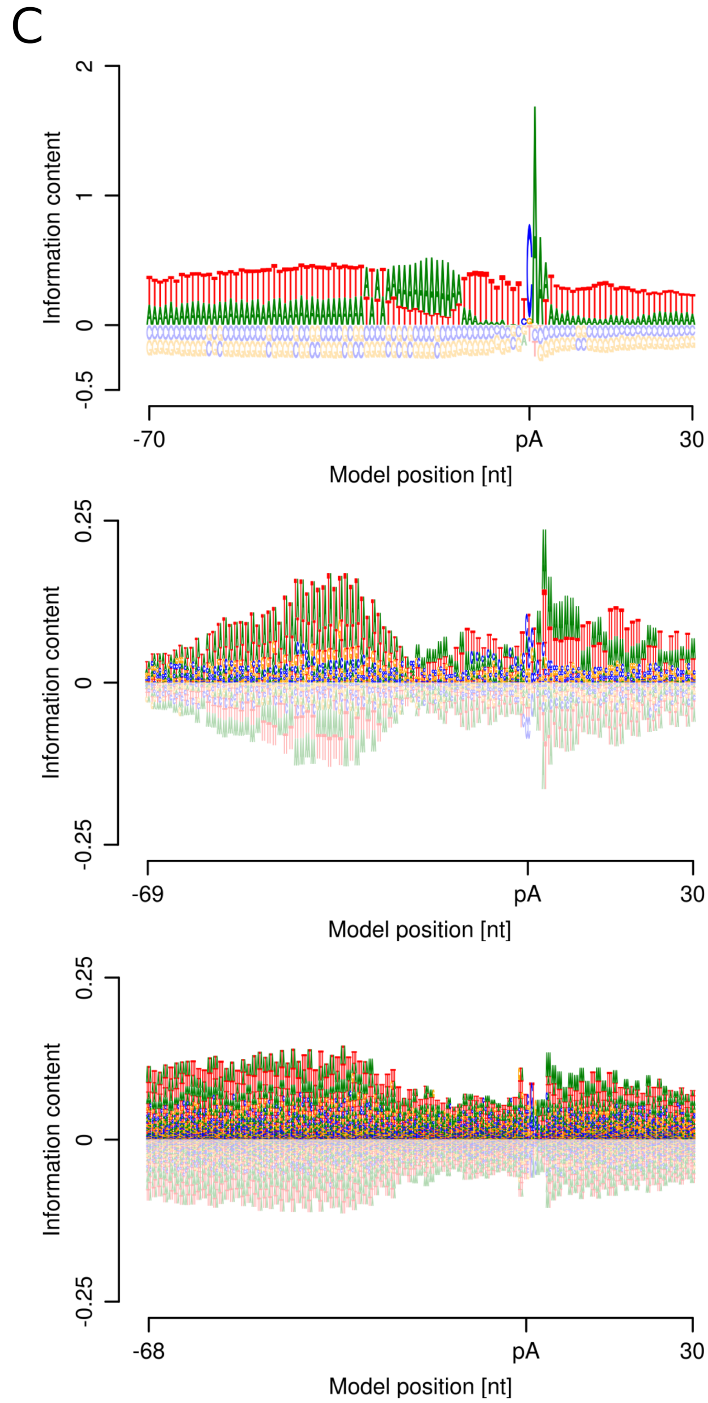 C
2
1
0
-0.5
Information content
-70 pA 30
Model position [nt]
0.25
0
-0.25
Information content
-69 pA 30
Model position [nt]
0.25
0
-0.25
Information content
-68 pA 30
Model position [nt]